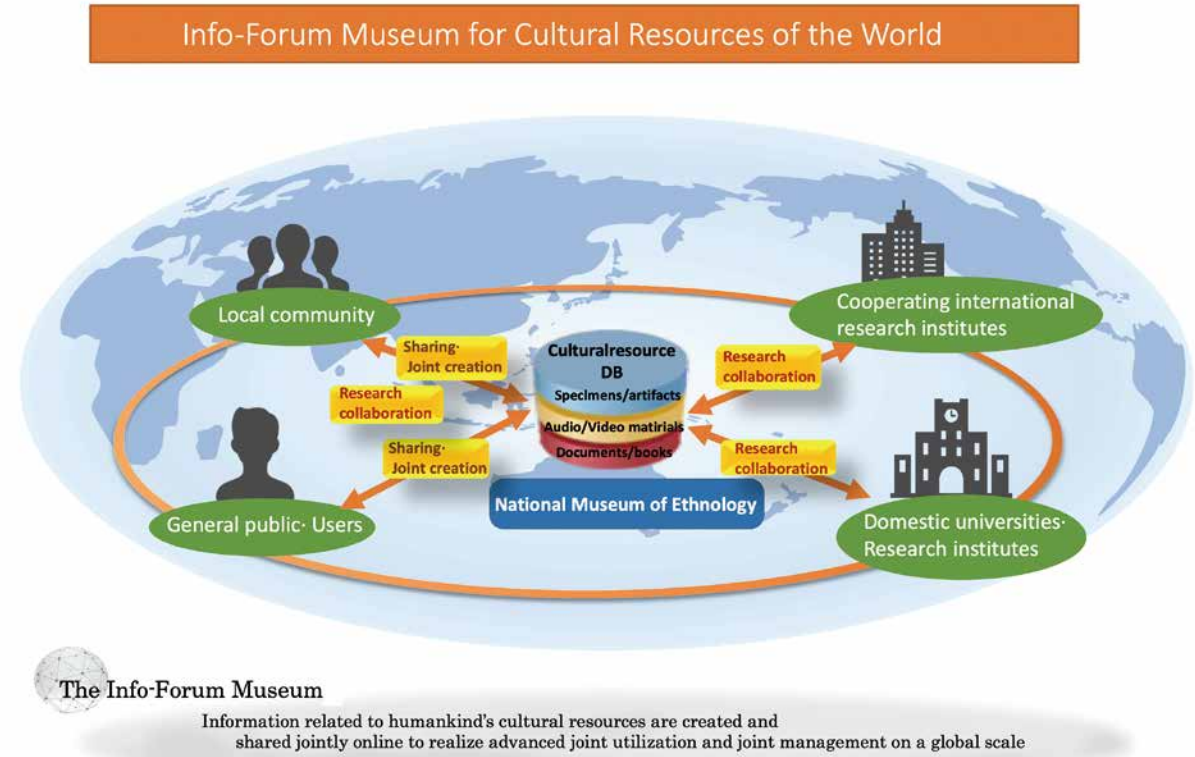 Info-Forum Museum for Cultural Resources of the World
Local community
Cooperating international
research institutes
Sharing·
Joint creation
Culturalresource
DB
Specimens/artifacts
Audio/Video matirials
Documents/books
Research
collaboration
Research
collaboration
Sharing·
Joint creation
Research
collaboration
National Museum of Ethnology
General public· Users
Domestic universities·
Research institutes
The Info-Forum Museum
Information related to humankind's cultural resources are created and
shared jointly online to realize advanced joint utilization and joint management on a global scale